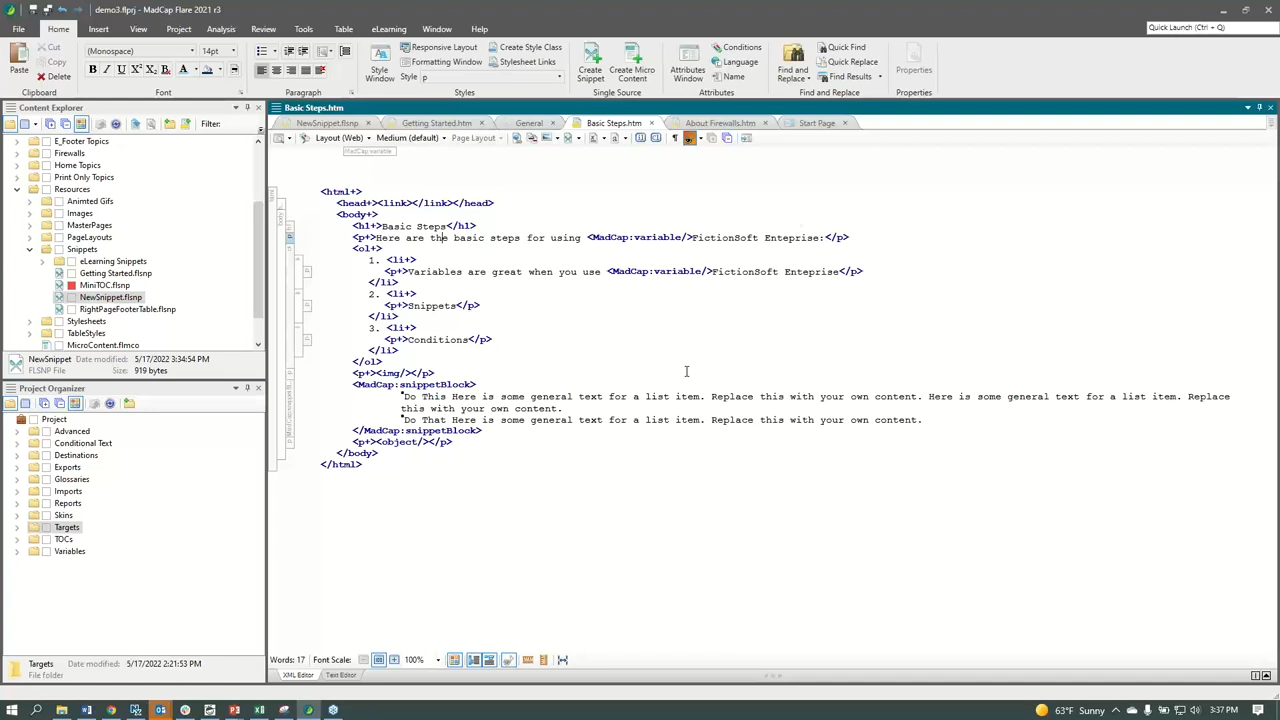 demo3.flprj - MadCap Flare 2021 r3
File Home Insert View Project Analysis Review Tools Table eLearning Window Help
Quick Launch (Ctrl + Q)
Paste
Cut
Copy
Delete
Clipboard
(Monospace) 14pt
Font
Paragraph
Style Window
Responsive Layout
Formatting Window
Style p
Create Style Class
Stylesheet Links
Styles
Create Snippet
Create Micro Content
Single Source
Attributes Window
Conditions
Language
Name
Attributes
Find and Replace
Quick Find
Quick Replace
Find Results
Find and Replace
Properties
Properties
Content Explorer
Filter:
E_Footer Topics
Firewalls
Home Topics
Print Only Topics
Resources
Animted Gifs
Images
MasterPages
PageLayouts
Snippets
eLearning Snippets
Getting Started.flsnp
MiniTOC.flsnp
NewSnippet.flsnp
RightPageFooterTable.flsnp
Stylesheets
TableStyles
MicroContent.flmco
NewSnippet Date modified: 5/17/2022 3:34:54 PM
FLSNP File Size: 919 bytes
Project Organizer
Project
Advanced
Conditional Text
Destinations
Exports
Glossaries
Imports
Reports
Skins
Targets
TOCs
Variables
Targets Date modified: 5/17/2022 2:21:53 PM
File folder
Basic Steps.htm
NewSnippet.flsnp Getting Started.htm General Basic Steps.htm About Firewalls.htm Start Page
Layout (Web) Medium (default) Page Layout
MadCap:variable
<html+>
<head+><link></link></head>
<body+>
<h1+>Basic Steps</h1>
<p+>Here are the basic steps for using <MadCap:variable/>FictionSoft Enteprise:</p>
<ol+>
1. <li+>
<p+>Variables are great when you use <MadCap:variable/>FictionSoft Enteprise</p>
</li>
2. <li+>
<p+>Snippets</p>
</li>
3. <li+>
<p+>Conditions</p>
</li>
</ol>
<p+><img/></p>
<MadCap:snippetBlock>
Do This Here is some general text for a list item. Replace this with your own content. Here is some general text for a list item. Replace
this with your own content.
Do That Here is some general text for a list item. Replace this with your own content.
</MadCap:snippetBlock>
<p+><object/></p>
</body>
</html>
Words: 17 Font Scale: 100%
XML Editor Text Editor
63°F Sunny 3:37 PM